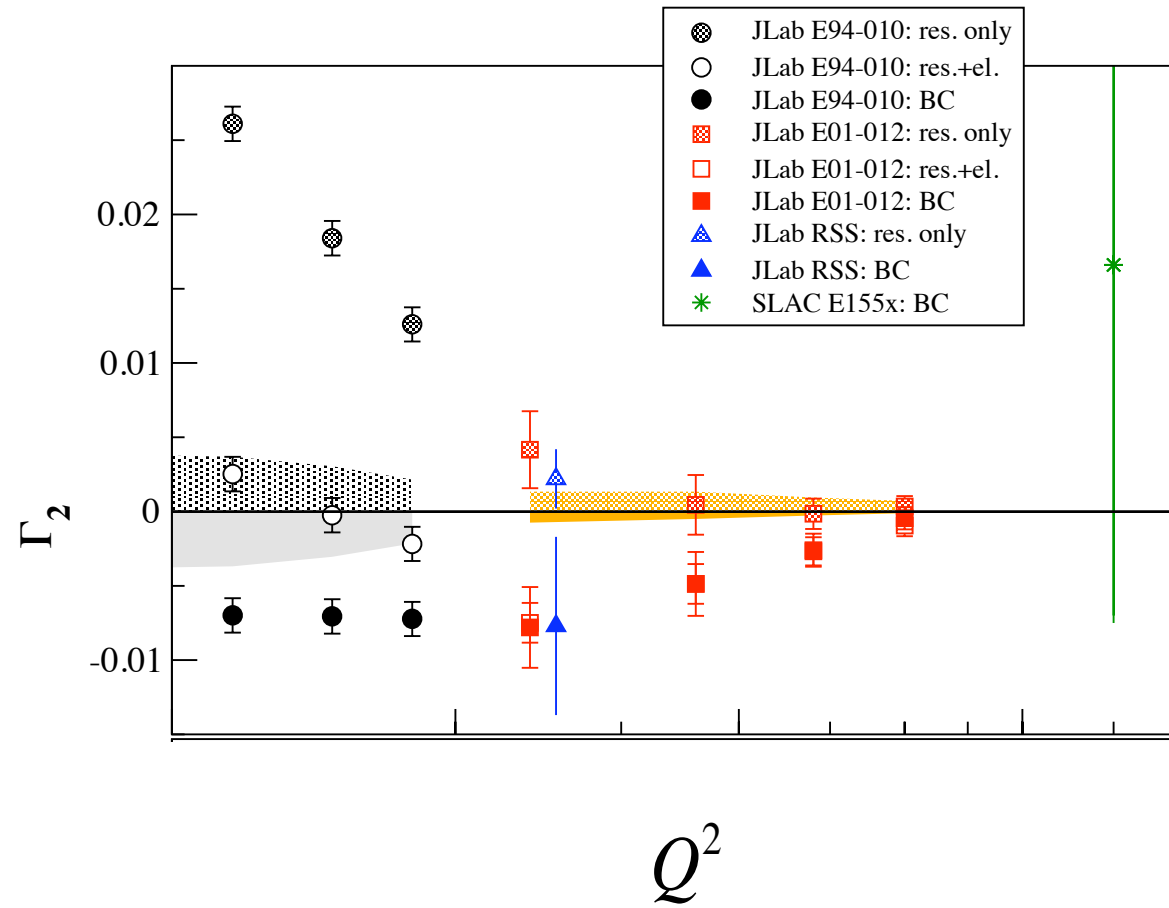 JLab E94-010: res. only
JLab E94-010: res.+el.
JLab E94-010: BC
JLab E01-012: res. only
JLab E01-012: res.+el.
JLab E01-012: BC
JLab RSS: res. only
JLab RSS: BC
SLAC E155x: BC
0.02
0.01
0
-0.01
Γ₂
Q²